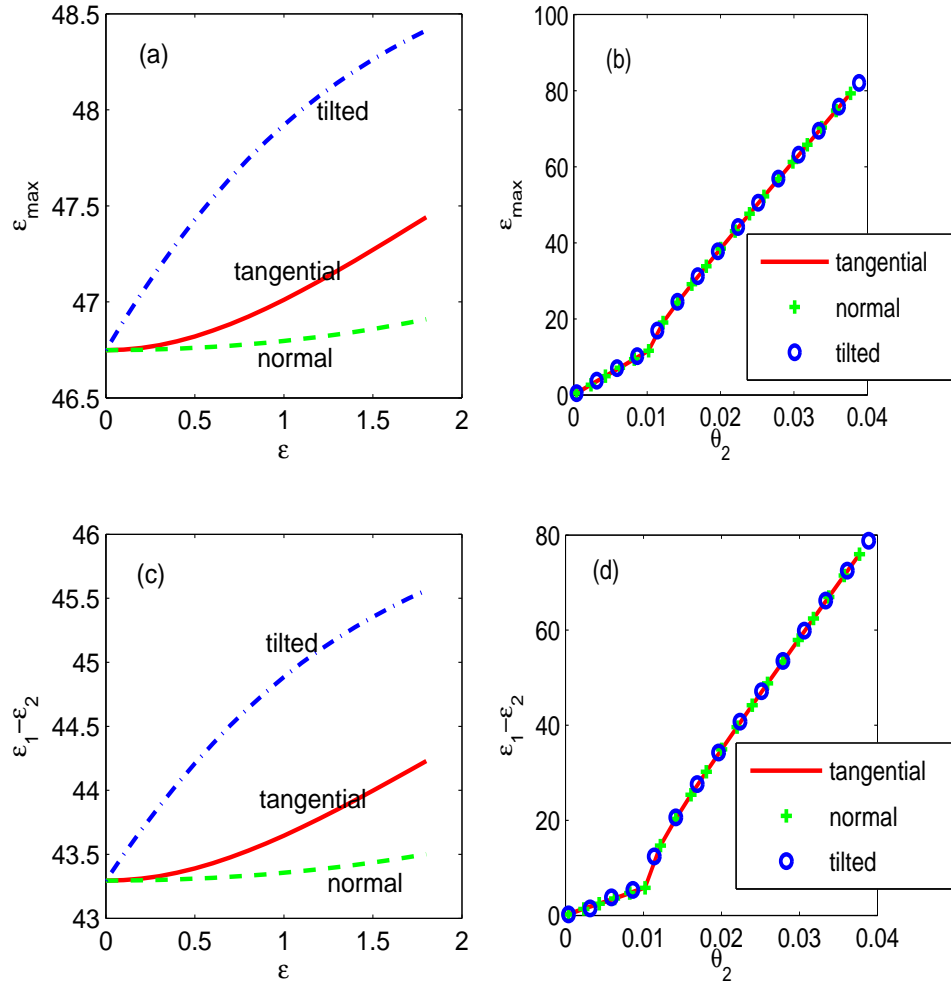 48.5
48
47.5
47
46.5
0
0.5
1
1.5
2
ε
ε_max
(a)
tilted
tangential
normal
100
80
60
40
20
0
0
0.01
0.02
0.03
0.04
θ_2
ε_max
(b)
tangential
normal
tilted
46
45.5
45
44.5
44
43.5
43
0
0.5
1
1.5
2
ε
ε_1−ε_2
(c)
tilted
tangential
normal
80
60
40
20
0
0
0.01
0.02
0.03
0.04
θ_2
ε_1−ε_2
(d)
tangential
normal
tilted